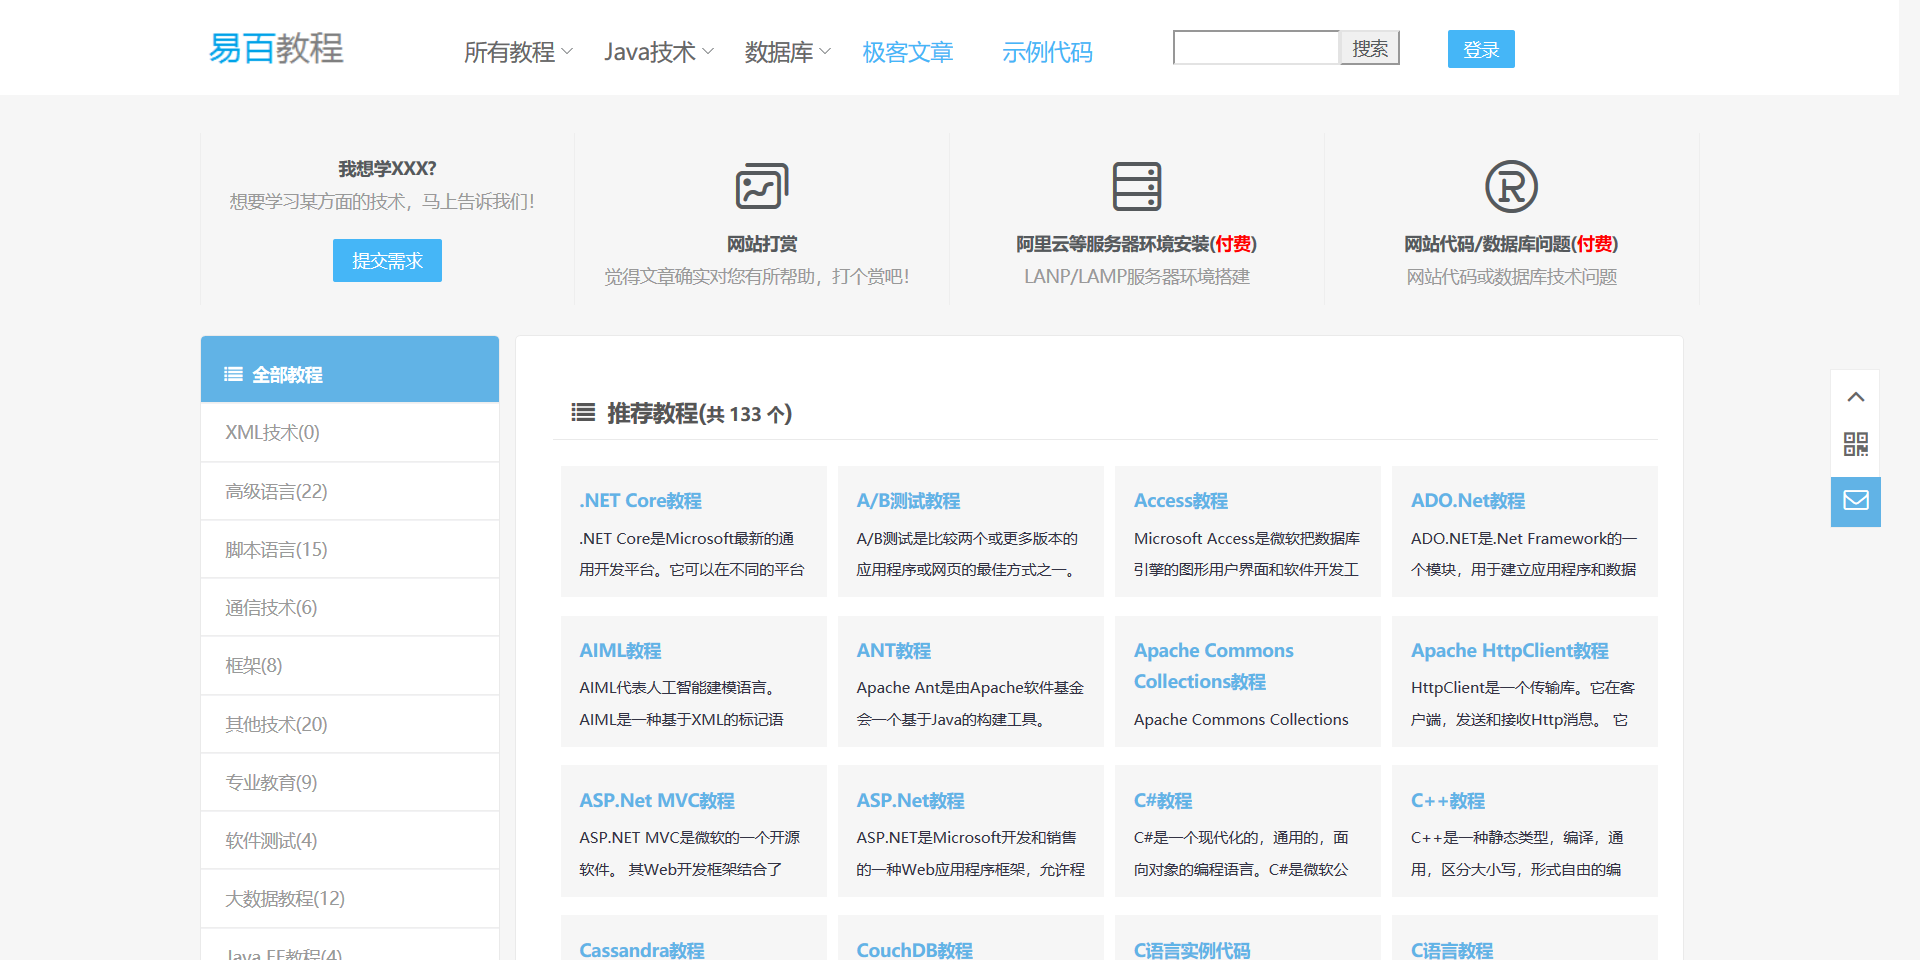 易百教程
所有教程 Java技术 数据库 极客文章 示例代码 搜索 登录
我想学XXX?
想要学习某方面的技术，马上告诉我们！
提交需求
网站打赏
觉得文章确实对您有所帮助，打个赏吧！
阿里云等服务器环境安装(付费)
LANP/LAMP服务器环境搭建
网站代码/数据库问题(付费)
网站代码或数据库技术问题
全部教程
XML技术(0)
高级语言(22)
脚本语言(15)
通信技术(6)
框架(8)
其他技术(20)
专业教育(9)
软件测试(4)
大数据教程(12)
Java EE教程(4)
推荐教程(共 133 个)
.NET Core教程
.NET Core是Microsoft最新的通
用开发平台。它可以在不同的平台
A/B测试教程
A/B测试是比较两个或更多版本的
应用程序或网页的最佳方式之一。
Access教程
Microsoft Access是微软把数据库
引擎的图形用户界面和软件开发工
ADO.Net教程
ADO.NET是.Net Framework的一
个模块，用于建立应用程序和数据
AIML教程
AIML代表人工智能建模语言。
AIML是一种基于XML的标记语
ANT教程
Apache Ant是由Apache软件基金
会一个基于Java的构建工具。
Apache Commons
Collections教程
Apache Commons Collections
Apache HttpClient教程
HttpClient是一个传输库。它在客
户端，发送和接收Http消息。 它
ASP.Net MVC教程
ASP.NET MVC是微软的一个开源
软件。 其Web开发框架结合了
ASP.Net教程
ASP.NET是Microsoft开发和销售
的一种Web应用程序框架，允许程
C#教程
C#是一个现代化的，通用的，面
向对象的编程语言。C#是微软公
C++教程
C++是一种静态类型，编译，通
用，区分大小写，形式自由的编
Cassandra教程
CouchDB教程
C语言实例代码
C语言教程